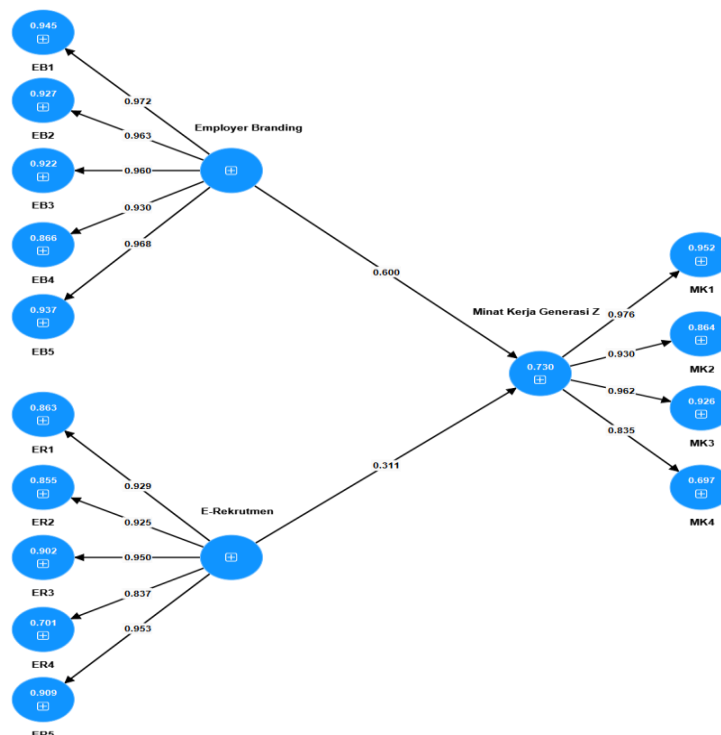 0.945
EB1
0.972
0.927
EB2
0.963
Employer Branding
0.922
EB3
0.960
0.866
EB4
0.930
0.937
EB5
0.968
0.600
Minat Kerja Generasi Z
0.730
0.952
MK1
0.976
0.864
MK2
0.930
0.926
MK3
0.962
0.697
MK4
0.835
0.863
ER1
0.929
0.311
0.855
ER2
0.925
E-Rekrutmen
0.902
ER3
0.950
0.701
ER4
0.837
0.909
ER5
0.953